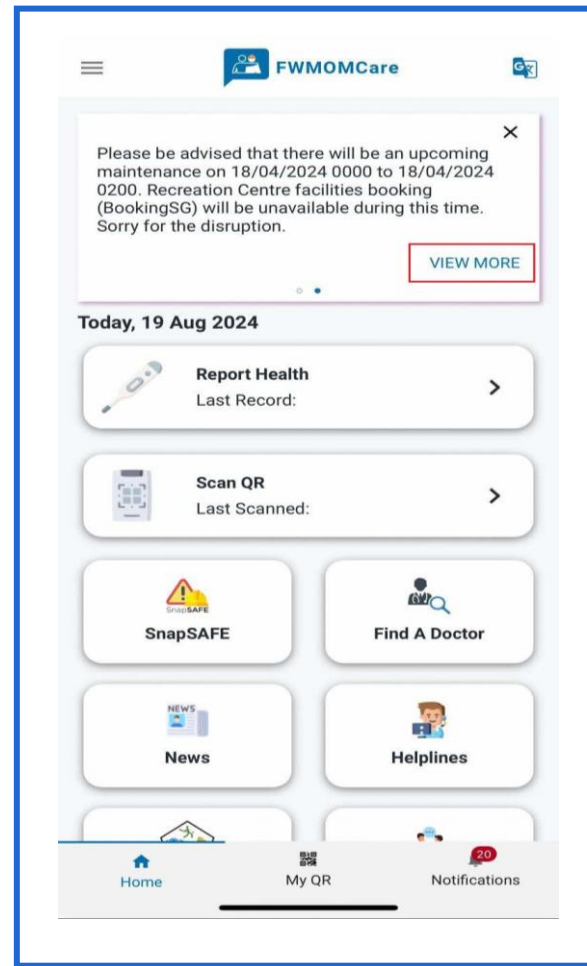 FWMOMCare
Please be advised that there will be an upcoming
maintenance on 18/04/2024 0000 to 18/04/2024
0200. Recreation Centre facilities booking
(BookingSG) will be unavailable during this time.
Sorry for the disruption.
VIEW MORE
Today, 19 Aug 2024
Report Health
Last Record:
Scan QR
Last Scanned:
SnapSAFE
SnapSAFE
Find A Doctor
NEWS
News
Helplines
20
Home
My QR
Notifications